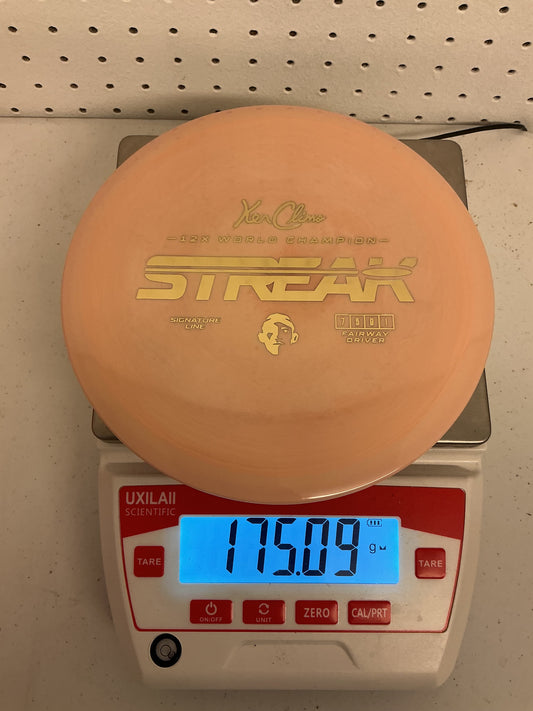 Ken Climo
12X WORLD CHAMPION
STREAK
SIGNATURE
LINE
7 5 0 1
FAIRWAY
DRIVER
UXILAII
SCIENTIFIC
175.09
g
TARE
TARE
ON/OFF
UNIT
ZERO
CAL/PRT